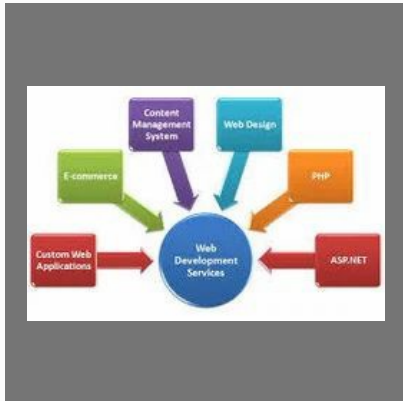 Content
Management
System
Web Design
E-commerce
PHP
Custom Web
Applications
Web
Development
Services
ASP.NET